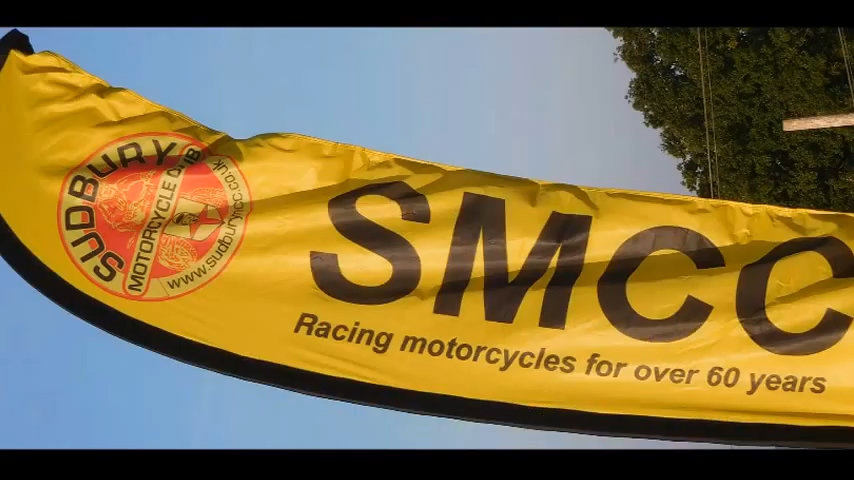 SUDBURY
MOTORCYCLE CLUB
www.sudburymcc.co.uk
SMCC
Racing motorcycles for over 60 years